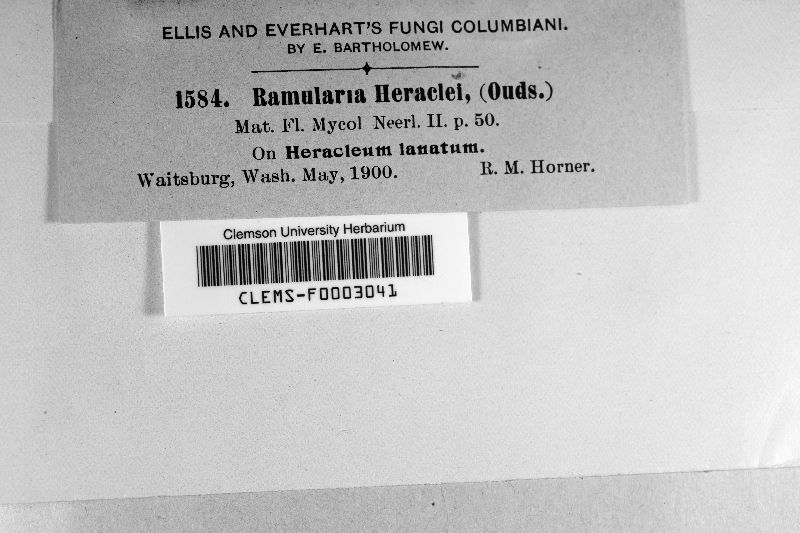 ELLIS AND EVERHART'S FUNGI COLUMBIANI.
BY E. BARTHOLOMEW.
1584. Ramularia Heraclei, (Ouds.)
Mat. Fl. Mycol Neerl. II. p. 50.
On Heracleum lanatum.
Waitsburg, Wash. May, 1900. R. M. Horner.
Clemson University Herbarium
CLEMS-F0003041